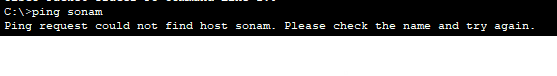 C:\>ping sonam
Ping request could not find host sonam. Please check the name and try again.